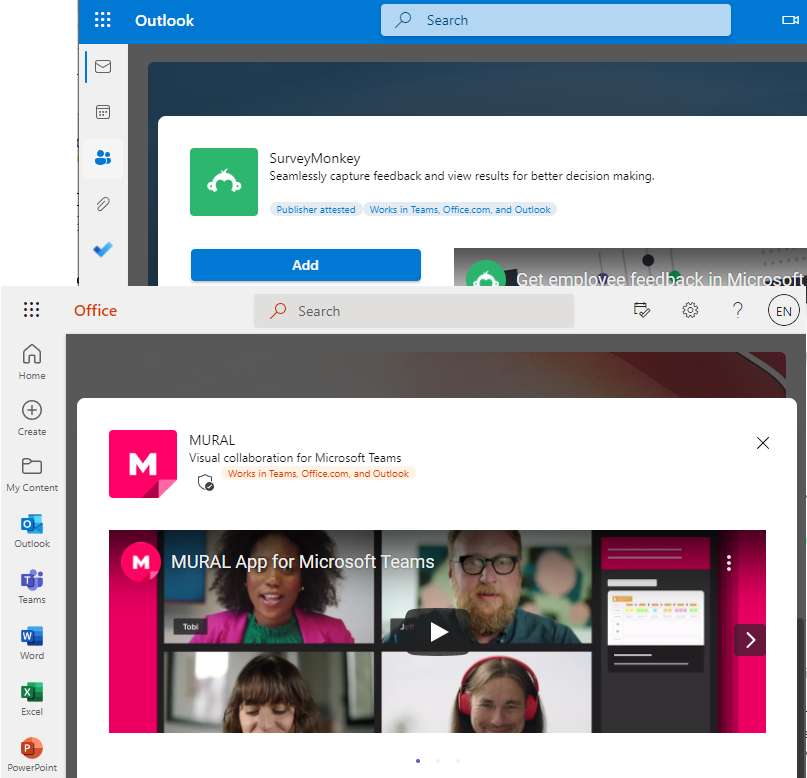 Outlook
Search
SurveyMonkey
Seamlessly capture feedback and view results for better decision making.
Publisher attested
Works in Teams, Office.com, and Outlook
Add
Get employee feedback in Microsoft
Office
Search
?
EN
Home
Create
My Content
Outlook
Teams
Word
Excel
PowerPoint
MURAL
Visual collaboration for Microsoft Teams
Works in Teams, Office.com, and Outlook
M
M
MURAL App for Microsoft Teams
Tobi